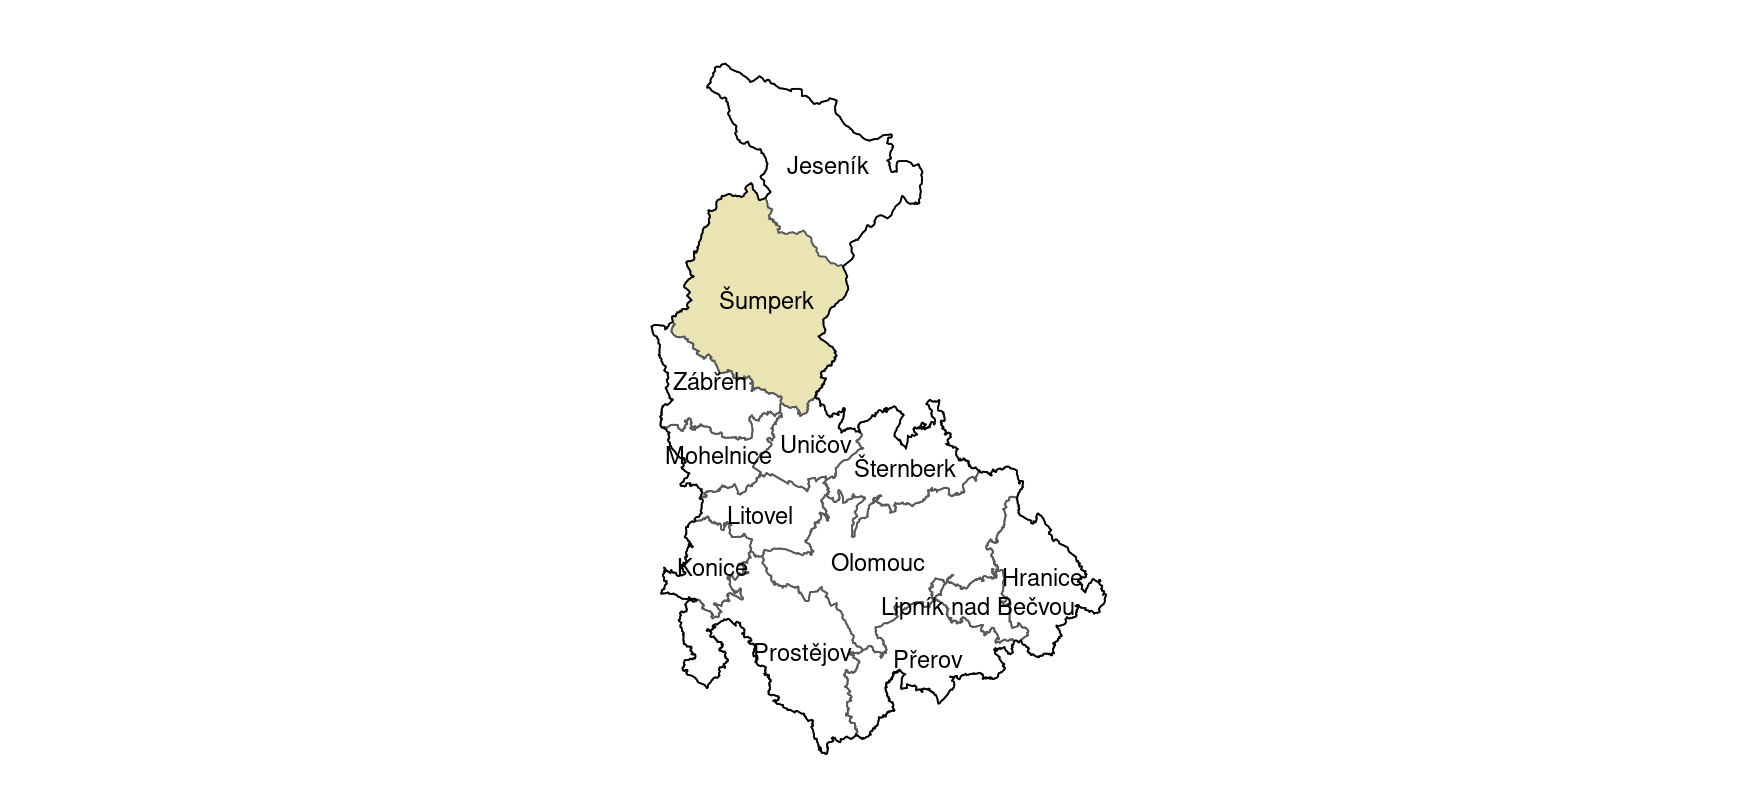 Jeseník
Šumperk
Zábřeh
Uničov
Mohelnice
Šternberk
Litovel
Olomouc
Konice
Hranice
Lipník nad Bečvou
Prostějov
Přerov